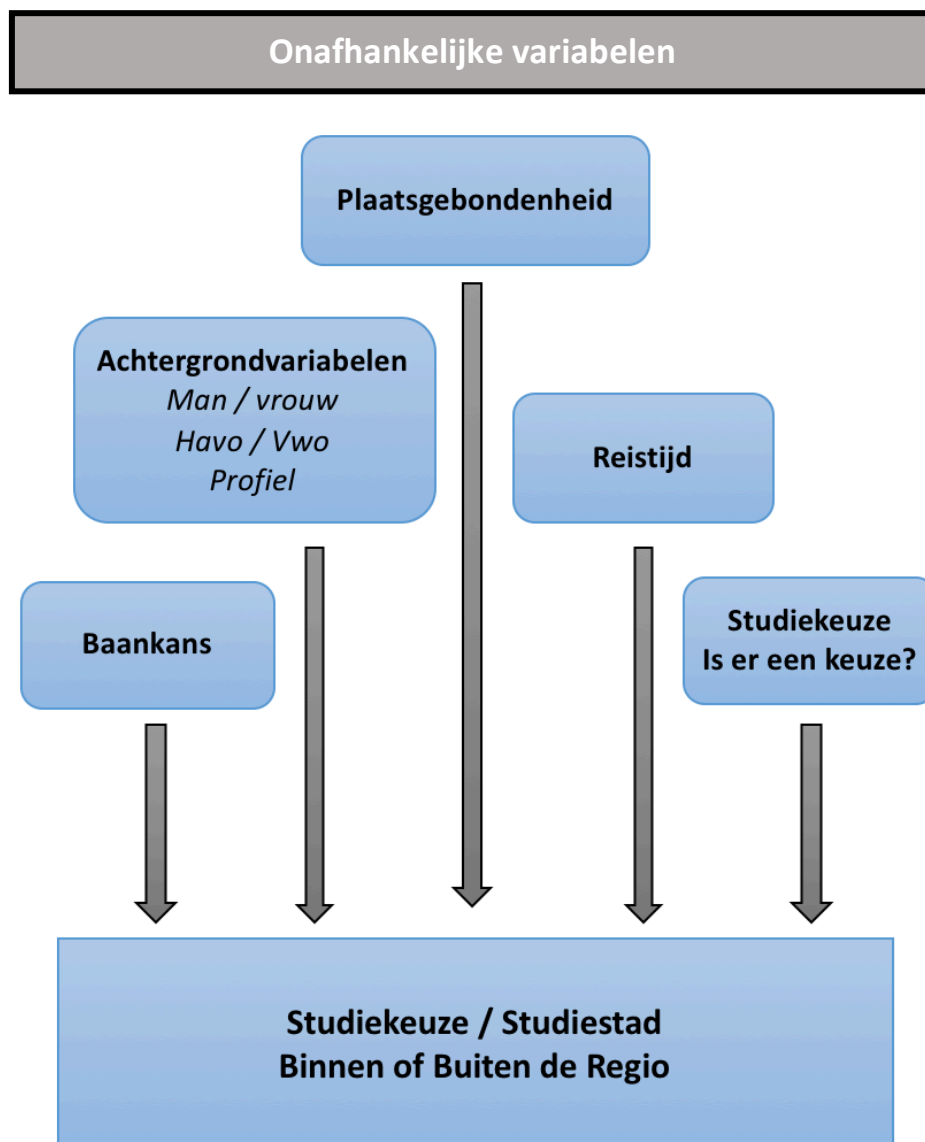 Onafhankelijke variabelen
Plaatsgebondenheid
Achtergrondvariabelen
Man / vrouw
Havo / Vwo
Profiel
Reistijd
Baankans
Studiekeuze
Is er een keuze?
Studiekeuze / Studiestad
Binnen of Buiten de Regio